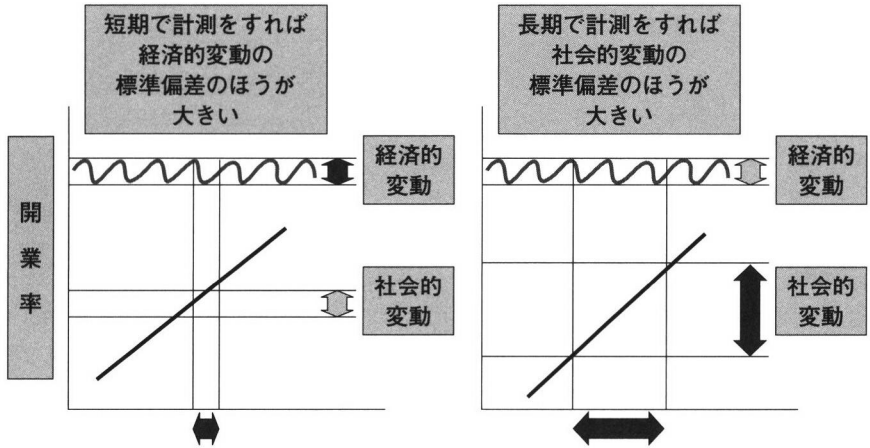 短期で計測をすれば
経済的変動の
標準偏差のほうが
大きい
長期で計測をすれば
社会的変動の
標準偏差のほうが
大きい
開業率
経済的
変動
社会的
変動
経済的
変動
社会的
変動